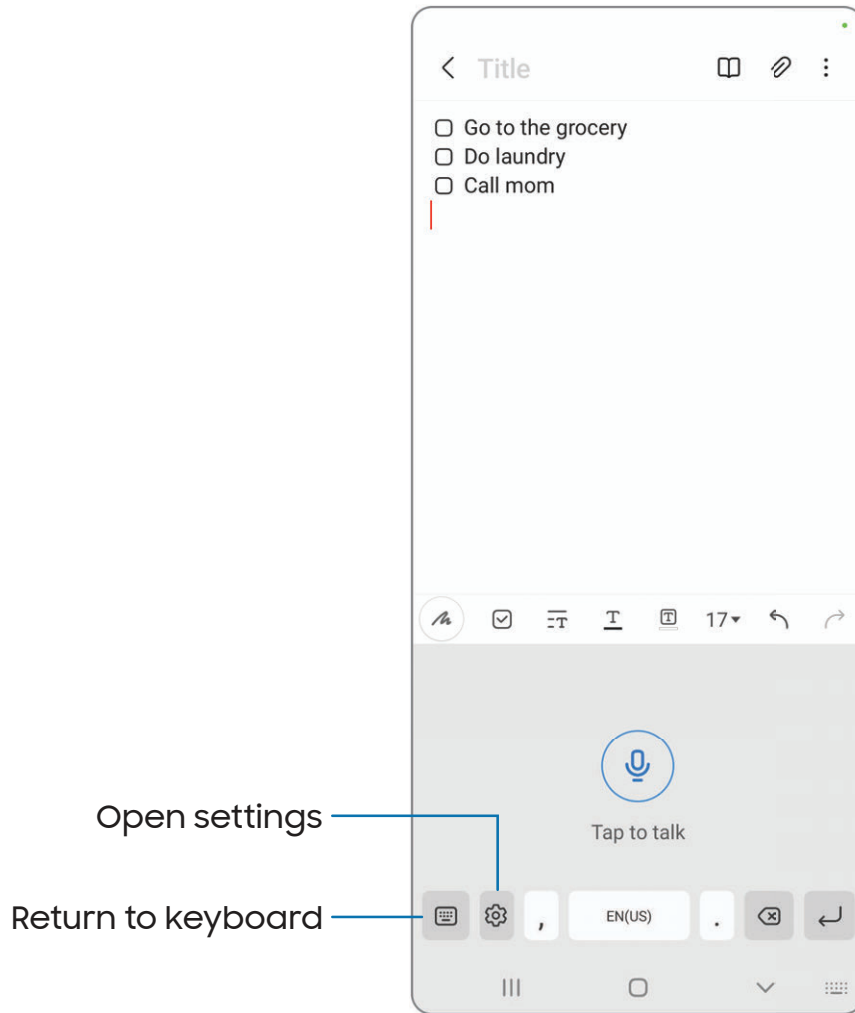 Title
Go to the grocery
Do laundry
Call mom
17
Tap to talk
Open settings
Return to keyboard
, EN(US) .